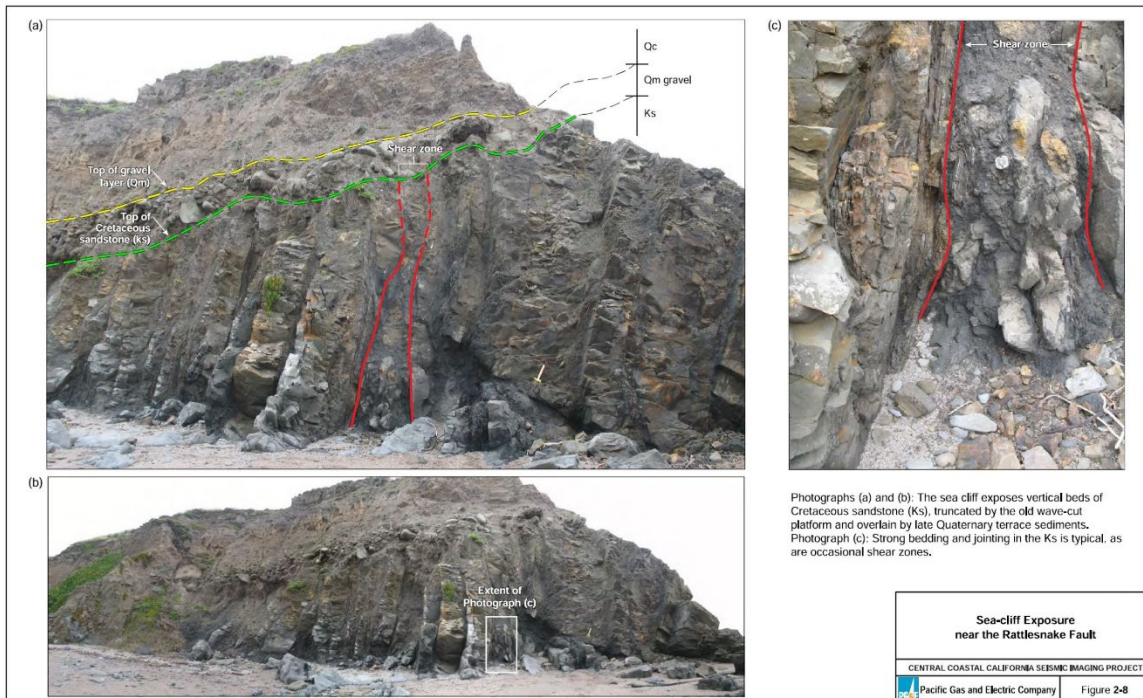 (a)
Qc
Qm gravel
Ks
Shear zone
Top of gravel
layer (Qm)
Top of
Cretaceous
sandstone (ks)
(b)
Extent of
Photograph (c)
(c)
Shear zone
Photographs (a) and (b): The sea cliff exposes vertical beds of
Cretaceous sandstone (Ks), truncated by the old wave-cut
platform and overlain by late Quaternary terrace sediments.
Photograph (c): Strong bedding and jointing in the Ks is typical, as
are occasional shear zones.
Sea-cliff Exposure
near the Rattlesnake Fault
CENTRAL COASTAL CALIFORNIA SEISMIC IMAGING PROJECT
PG&E
Pacific Gas and Electric Company
Figure 2-8